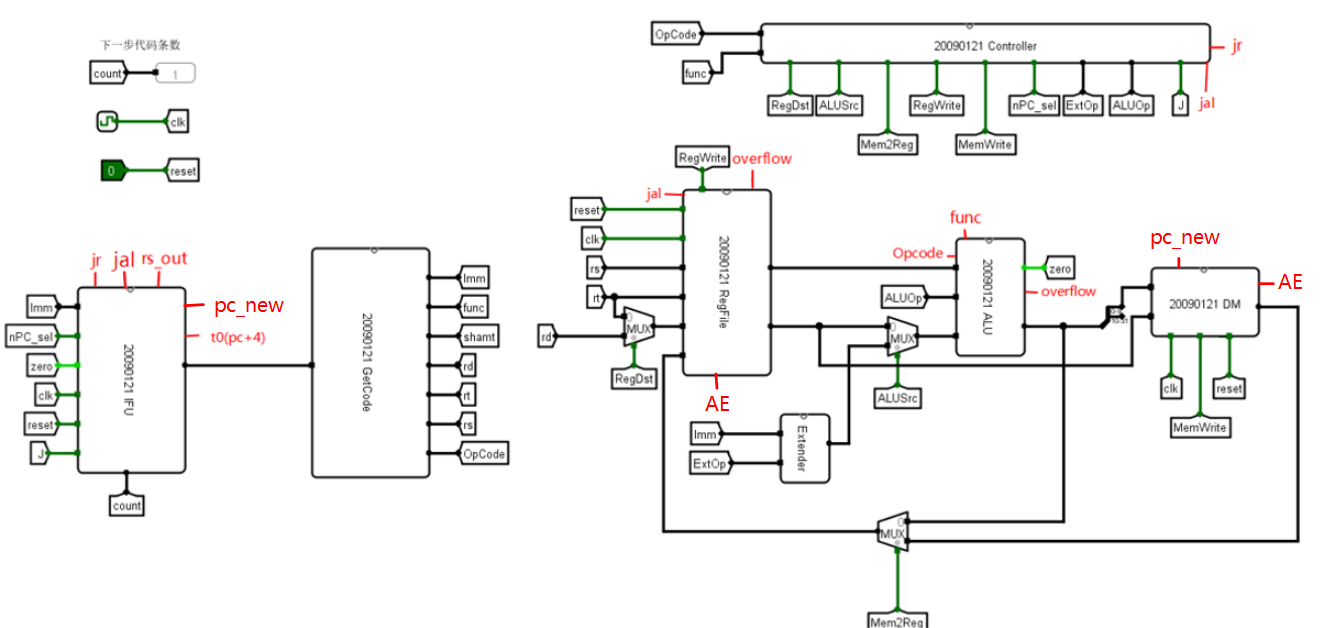 下一步代码条数
count
1
clk
0
reset
OpCode
func
20090121 Controller
jr
jal
RegDst
ALUSrc
Mem2Reg
RegWrite
MemWrite
nPC_sel
ExtOp
ALUOp
J
RegWrite
overflow
jal
reset
clk
rs
rt
rd
MUX
0
RegDst
20090121 RegFile
AE
func
Opcode
ALUOp
20090121 ALU
zero
overflow
MUX
0
ALUSrc
Imm
ExtOp
Extender
pc_new
AE
20090121 DM
clk
MemWrite
reset
MUX
0
Mem2Reg
jr
jal
rs_out
pc_new
t0(pc+4)
Imm
nPC_sel
zero
clk
reset
J
20090121 IFU
count
20090121 GetCode
Imm
func
shamt
rd
rt
rs
OpCode